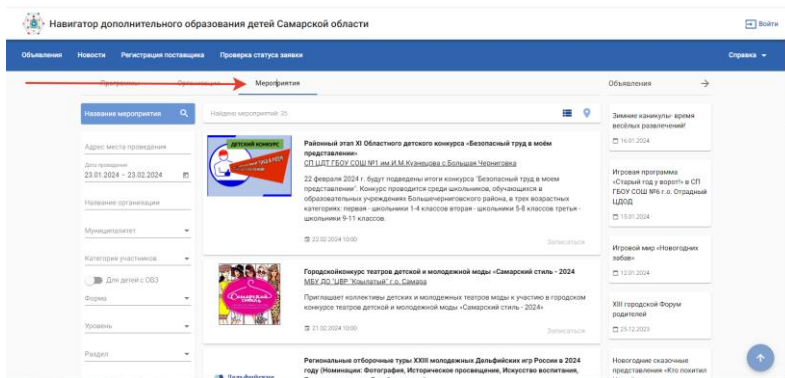 Навигатор дополнительного образования детей Самарской области
Войти
Объявления Новости Регистрация поставщика Проверка статуса заявки
Справка
Программы Организации Мероприятия
Объявления
Название мероприятия
Адрес места проведения
Дата проведения
23.01.2024 – 23.02.2024
Название организации
Муниципалитет
Категория участников
Для детей с ОВЗ
Форма
Уровень
Раздел
Найдено мероприятий: 35
ДЕТСКИЙ КОНКУРС
Районный этап XI Областного детского конкурса «Безопасный труд в моём
представлении»
СП ЦДТ ГБОУ СОШ №1 им.И.М.Кузнецова с.Большая Черниговка
22 февраля 2024 г. будут подведены итоги конкурса "Безопасный труд в моем
представлении". Конкурс проводится среди школьников, обучающихся в
образовательных учреждениях Большечерниговского района, в трех возрастных
категориях: первая - школьники 1-4 классов вторая - школьники 5-8 классов третья -
школьники 9-11 классов.
22.02.2024 10:00
Записаться
Самарский стиль
Городскойконкурс театров детской и молодежной моды «Самарский стиль - 2024
МБУ ДО "ЦВР "Крылатый" г.о. Самара
Приглашает коллективы детских и молодежных театров моды к участию в городском
конкурсе театров детской и молодежной моды «Самарский стиль - 2024»
21.02.2024 10:00
Записаться
Дельфийские
Региональные отборочные туры XXIII молодежных Дельфийских игр России в 2024
году (Номинации: Фотография, Историческое просвещение, Искусство воспитания,
Зимние каникулы- время
весёлых развлечений!
16.01.2024
Игровая программа
«Старый год у ворот!» в СП
ГБОУ СОШ №6 г.о. Отрадный
ЦДОД
15.01.2024
Игровой мир «Новогодних
забав»
12.01.2024
XIII городской Форум
родителей
25.12.2023
Новогодние сказочные
представления «Кто похитил